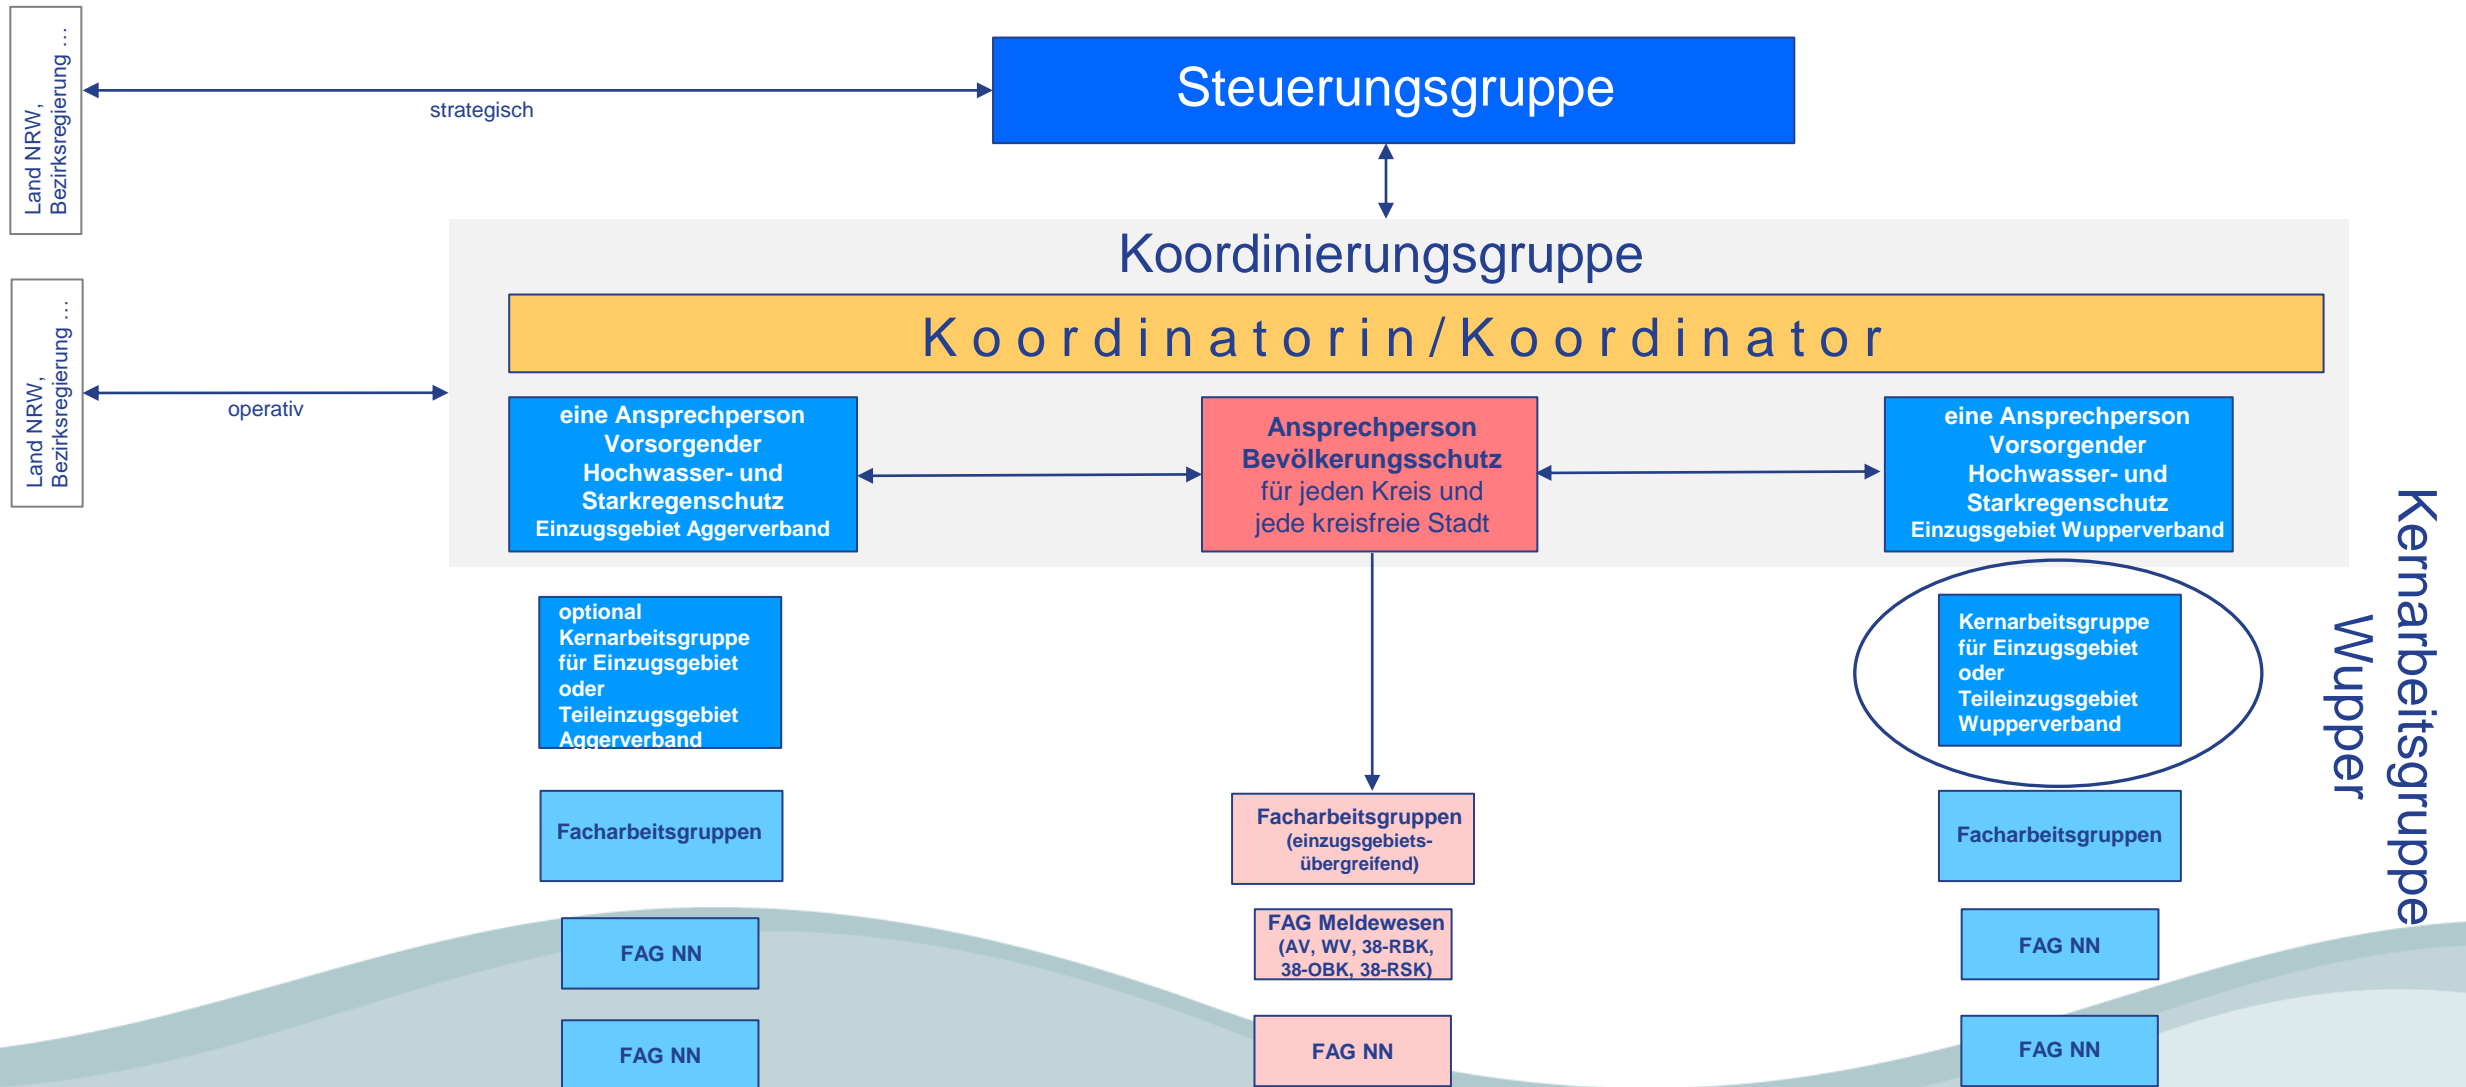 Land NRW,
Bezirksregierung …
strategisch
Steuerungsgruppe
Land NRW,
Bezirksregierung …
operativ
Koordinierungsgruppe
Koordinatorin/Koordinator
eine Ansprechperson
Vorsorgender
Hochwasser- und
Starkregenschutz
Einzugsgebiet Aggerverband
Ansprechperson
Bevölkerungsschutz
für jeden Kreis und
jede kreisfreie Stadt
eine Ansprechperson
Vorsorgender
Hochwasser- und
Starkregenschutz
Einzugsgebiet Wupperverband
optional
Kernarbeitsgruppe
für Einzugsgebiet
oder
Teileinzugsgebiet
Aggerverband
Kernarbeitsgruppe
für Einzugsgebiet
oder
Teileinzugsgebiet
Wupperverband
Kernarbeitsgruppe
Wupper
Facharbeitsgruppen
Facharbeitsgruppen
(einzugsgebiets-
übergreifend)
Facharbeitsgruppen
FAG NN
FAG Meldewesen
(AV, WV, 38-RBK,
38-OBK, 38-RSK)
FAG NN
FAG NN
FAG NN
FAG NN